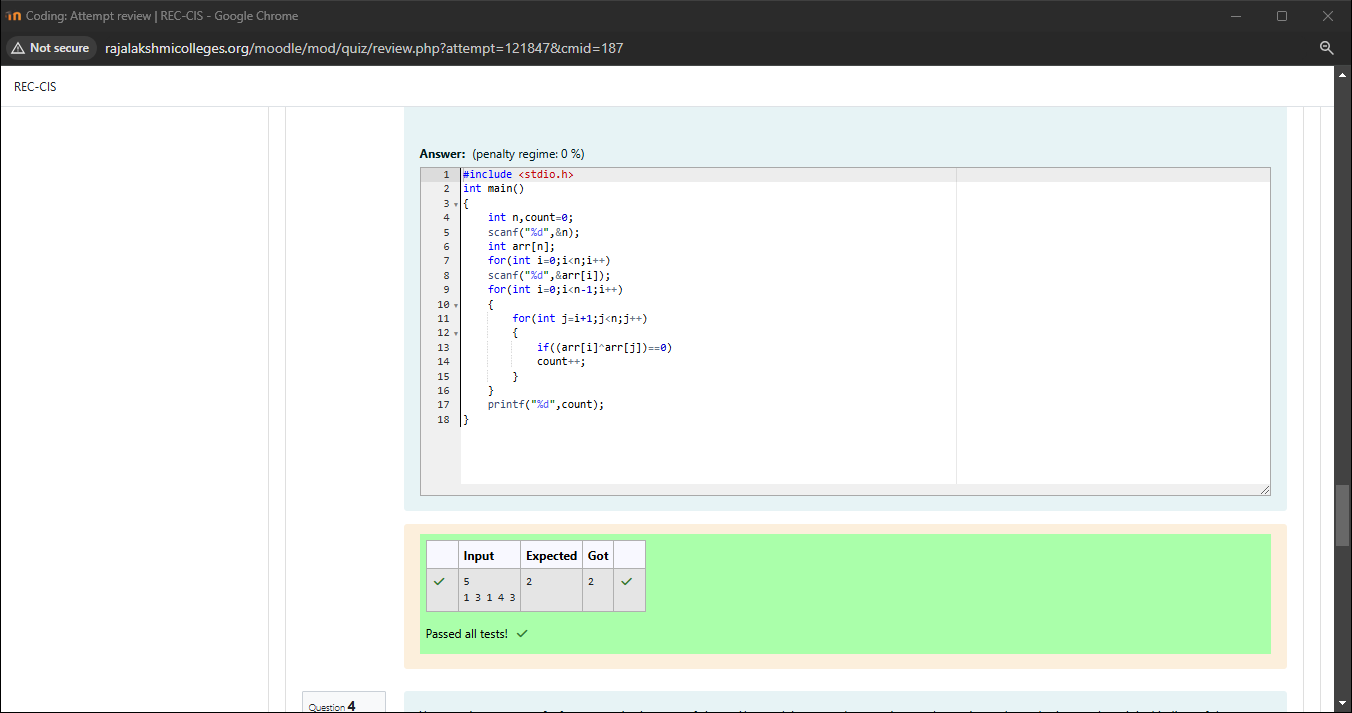 Coding: Attempt review | REC-CIS - Google Chrome
Not secure
rajalakshmicolleges.org/moodle/mod/quiz/review.php?attempt=121847&cmid=187
REC-CIS
Answer: (penalty regime: 0 %)
1 #include <stdio.h>
2 int main()
3 {
4 int n,count=0;
5 scanf("%d",&n);
6 int arr[n];
7 for(int i=0;i<n;i++)
8 scanf("%d",&arr[i]);
9 for(int i=0;i<n-1;i++)
10 {
11 for(int j=i+1;j<n;j++)
12 {
13 if((arr[i]^arr[j])==0)
14 count++;
15 }
16 }
17 printf("%d",count);
18 }
Input Expected Got
5 2 2
1 3 1 4 3
Passed all tests!
Question 4